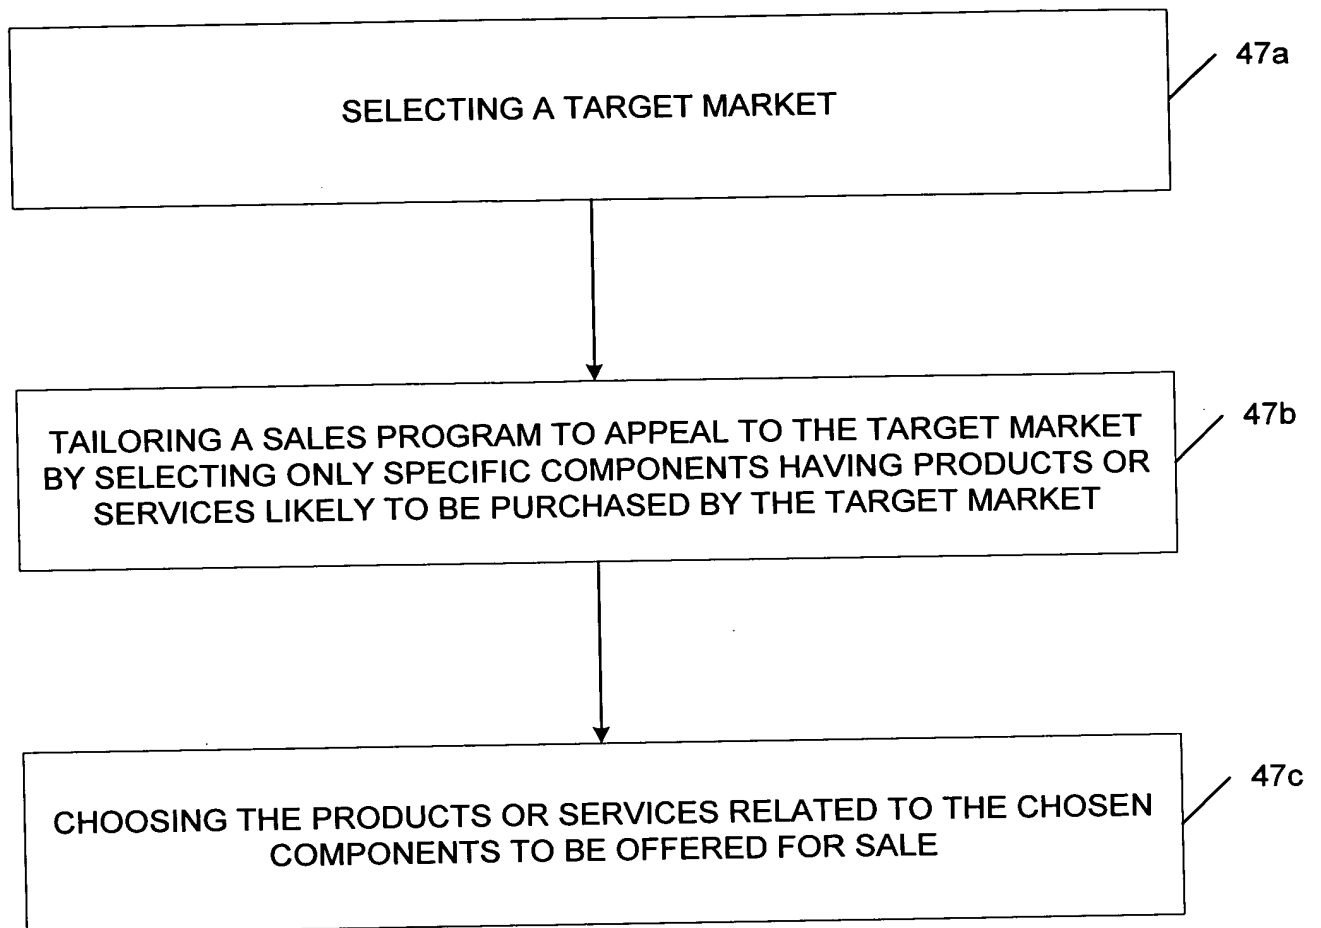 47a
SELECTING A TARGET MARKET
47b
TAILORING A SALES PROGRAM TO APPEAL TO THE TARGET MARKET
BY SELECTING ONLY SPECIFIC COMPONENTS HAVING PRODUCTS OR
SERVICES LIKELY TO BE PURCHASED BY THE TARGET MARKET
47c
CHOOSING THE PRODUCTS OR SERVICES RELATED TO THE CHOSEN
COMPONENTS TO BE OFFERED FOR SALE